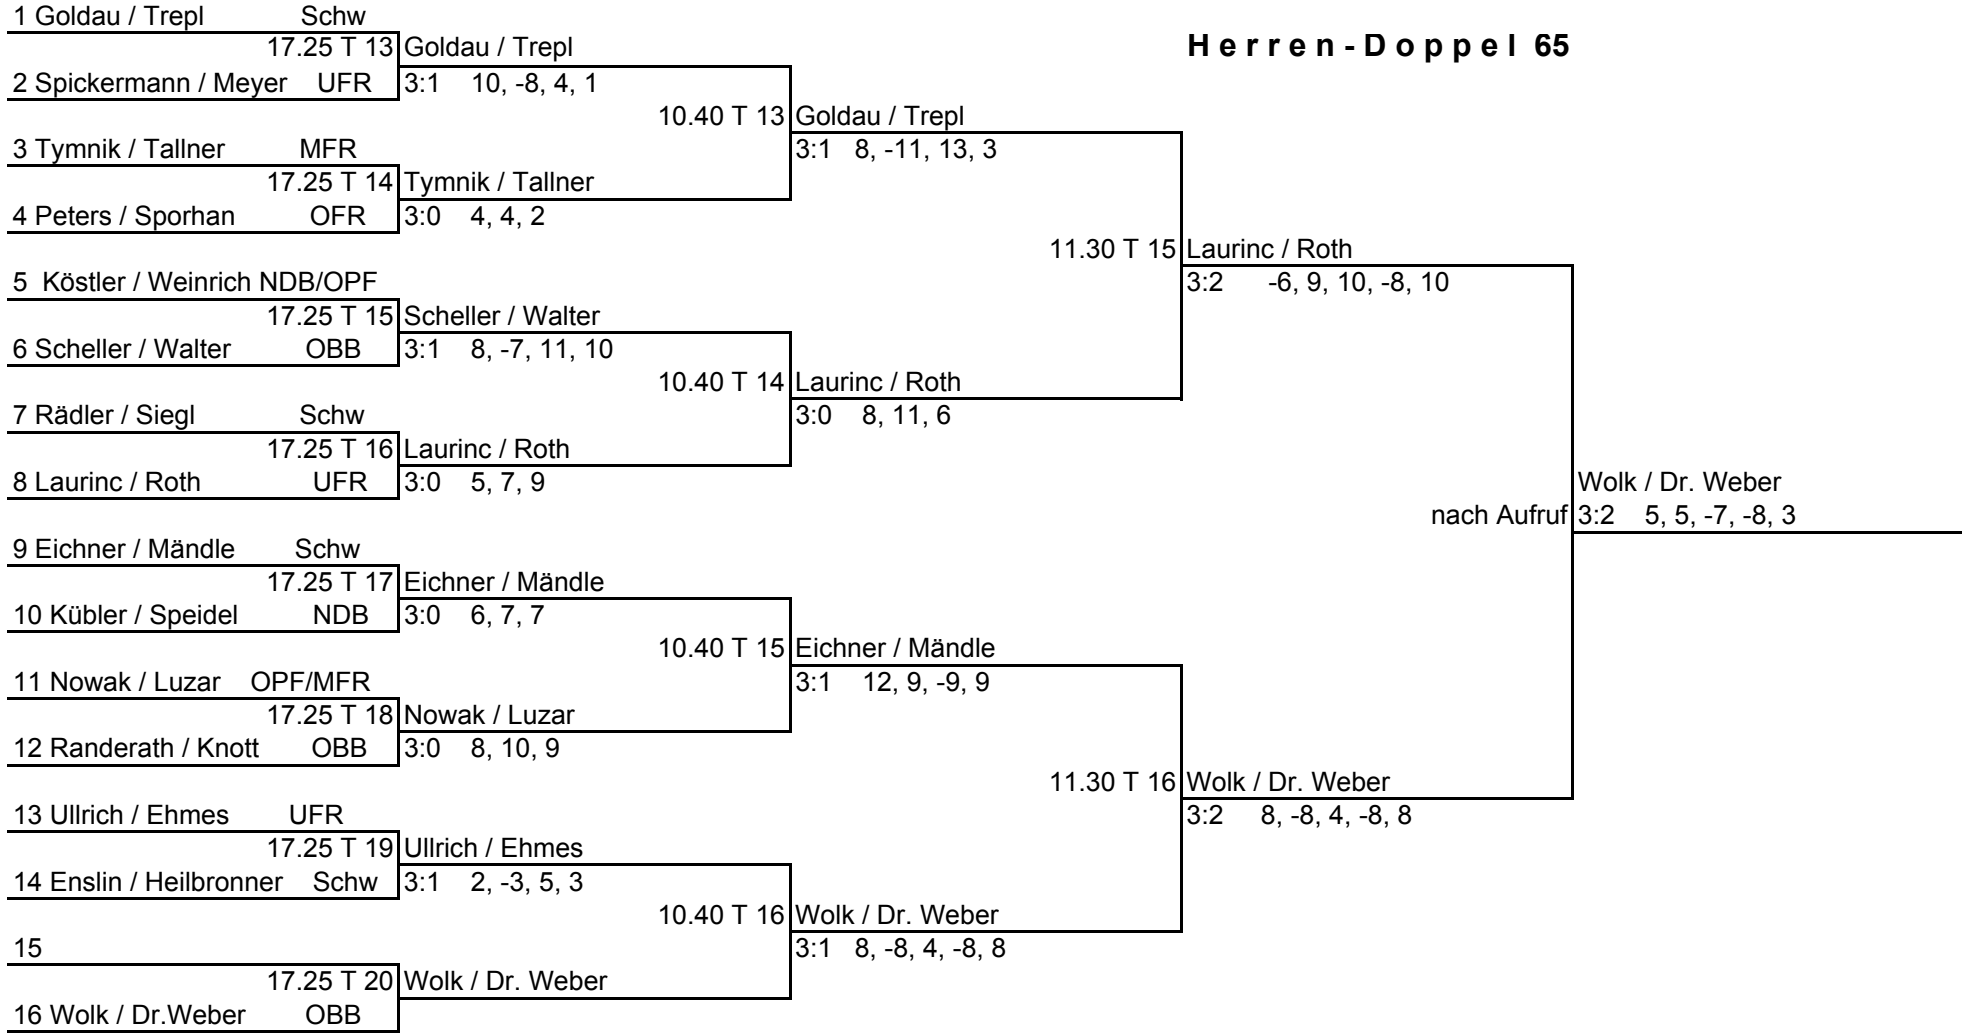 1 Goldau / Trepl Schw
17.25 T 13 Goldau / Trepl
H e r r e n - D o p p e l 65
2 Spickermann / Meyer UFR 3:1 10, -8, 4, 1
10.40 T 13 Goldau / Trepl
3 Tymnik / Tallner MFR 3:1 8, -11, 13, 3
17.25 T 14 Tymnik / Tallner
4 Peters / Sporhan OFR 3:0 4, 4, 2
11.30 T 15 Laurinc / Roth
5 Köstler / Weinrich NDB/OPF 3:2 -6, 9, 10, -8, 10
17.25 T 15 Scheller / Walter
6 Scheller / Walter OBB 3:1 8, -7, 11, 10
10.40 T 14 Laurinc / Roth
7 Rädler / Siegl Schw 3:0 8, 11, 6
17.25 T 16 Laurinc / Roth
8 Laurinc / Roth UFR 3:0 5, 7, 9 Wolk / Dr. Weber
nach Aufruf 3:2 5, 5, -7, -8, 3
9 Eichner / Mändle Schw
17.25 T 17 Eichner / Mändle
10 Kübler / Speidel NDB 3:0 6, 7, 7
10.40 T 15 Eichner / Mändle
11 Nowak / Luzar OPF/MFR 3:1 12, 9, -9, 9
17.25 T 18 Nowak / Luzar
12 Randerath / Knott OBB 3:0 8, 10, 9
11.30 T 16 Wolk / Dr. Weber
13 Ullrich / Ehmes UFR 3:2 8, -8, 4, -8, 8
17.25 T 19 Ullrich / Ehmes
14 Enslin / Heilbronner Schw 3:1 2, -3, 5, 3
10.40 T 16 Wolk / Dr. Weber
15 3:1 8, -8, 4, -8, 8
17.25 T 20 Wolk / Dr. Weber
16 Wolk / Dr.Weber OBB